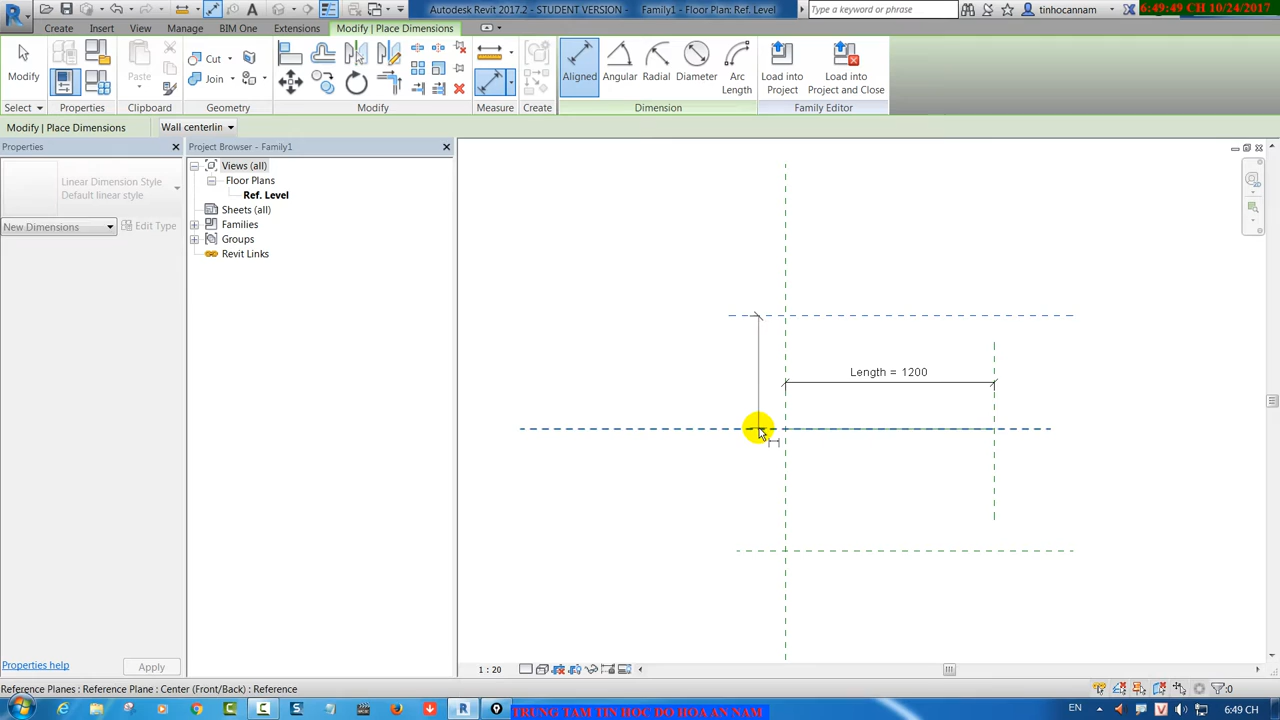 Autodesk Revit 2017.2 - STUDENT VERSION - Family1 - Floor Plan: Ref. Level
Type a keyword or phrase
tinhocannam
6:49:49 CH 10/24/2017
Create
Insert
View
Manage
BIM One
Extensions
Modify | Place Dimensions
Modify
Paste
Cut
Join
Aligned
Angular
Radial
Diameter
Arc
Length
Load into
Project
Load into
Project and Close
Select
Properties
Clipboard
Geometry
Modify
Measure
Create
Dimension
Family Editor
Modify | Place Dimensions
Wall centerlin
Properties
Project Browser - Family1
Linear Dimension Style
Default linear style
New Dimensions
Edit Type
Views (all)
Floor Plans
Ref. Level
Sheets (all)
Families
Groups
Revit Links
Length = 1200
Properties help
Apply
1 : 20
Reference Planes : Reference Plane : Center (Front/Back) : Reference
:0
TRUNG TAM TIN HOC DO HOA AN NAM
EN
6:49 CH